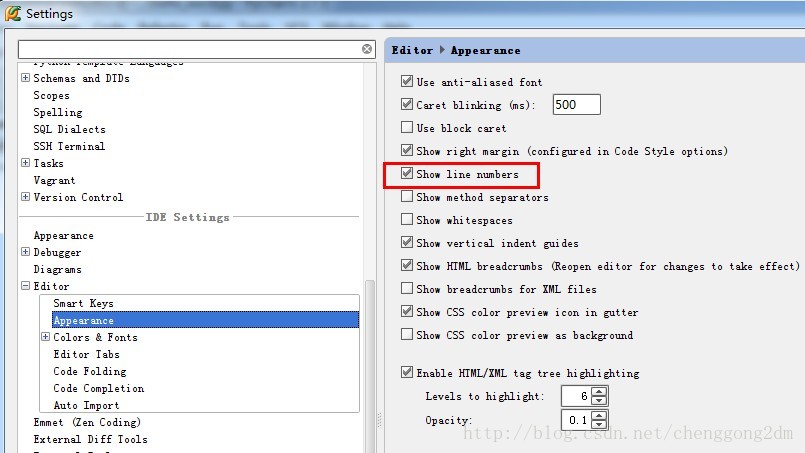 Settings
Python Template Languages
Schemas and DTDs
Scopes
Spelling
SQL Dialects
SSH Terminal
Tasks
Vagrant
Version Control
IDE Settings
Appearance
Debugger
Diagrams
Editor
Smart Keys
Appearance
Colors & Fonts
Editor Tabs
Code Folding
Code Completion
Auto Import
Emmet (Zen Coding)
External Diff Tools
External Tools
Editor Appearance
Use anti-aliased font
Caret blinking (ms): 500
Use block caret
Show right margin (configured in Code Style options)
Show line numbers
Show method separators
Show whitespaces
Show vertical indent guides
Show HTML breadcrumbs (Reopen editor for changes to take effect)
Show breadcrumbs for XML files
Show CSS color preview icon in gutter
Show CSS color preview as background
Enable HTML/XML tag tree highlighting
Levels to highlight: 6
Opacity: 0.1
http://blog.csdn.net/chenggong2dm